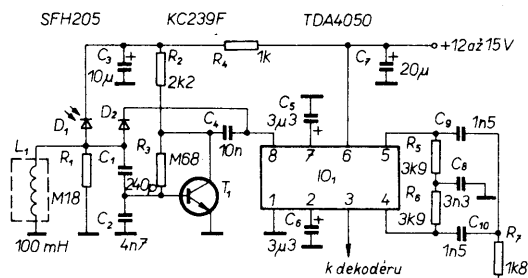 SFH205 KC239F TDA4050
C3 10µ
R2 2k2
R4 1k
C7 20µ
+12až15V
D1 D2
L1 100 mH
R1 M18
C1 240p
C2 4n7
R3 M68
C4 10n
T1
C5 3µ3
8 7 6 5
IO1
1 2 3 4
C6 3µ3
k dekodéru
R5 3k9
R6 3k9
C9 1n5
C8 3n3
C10 1n5
R7 1k8